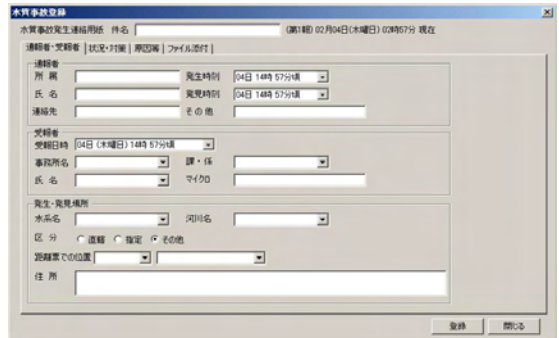 水質事故登録
水質事故発生連絡用紙 件名 (第1報) 02月04日(木曜日) 02時57分 現在
通報者・受報者 状況・対策 原因等 ファイル添付
通報者
所属 発生時刻 04日 14時 57分頃
氏名 発見時刻 04日 14時 57分頃
連絡先 その他
受報者
受報日時 04日 (木曜日) 14時 57分頃
事務所名 課・係
氏名 マイクロ
発生・発見場所
水系名 河川名
区分 直轄 指定 その他
距離票での位置
住所
登録 閉じる